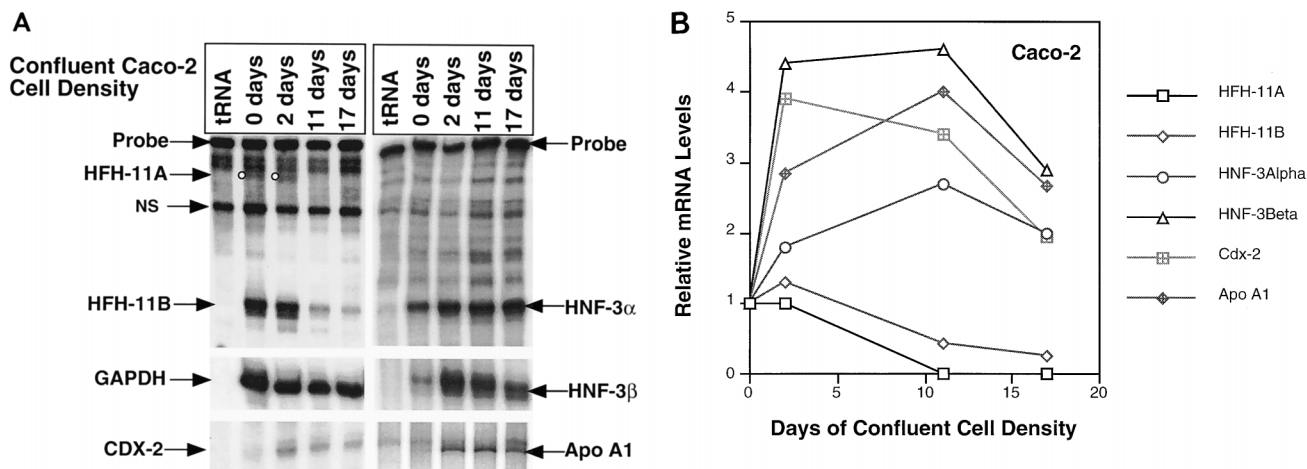 A
Confluent Caco-2
Cell Density
tRNA
0 days
2 days
11 days
17 days
tRNA
0 days
2 days
11 days
17 days
Probe
Probe
HFH-11A
NS
HFH-11B
HNF-3α
GAPDH
HNF-3β
CDX-2
Apo A1
B
Caco-2
Relative mRNA Levels
5
4
3
2
1
0
0
5
10
15
20
Days of Confluent Cell Density
HFH-11A
HFH-11B
HNF-3Alpha
HNF-3Beta
Cdx-2
Apo A1